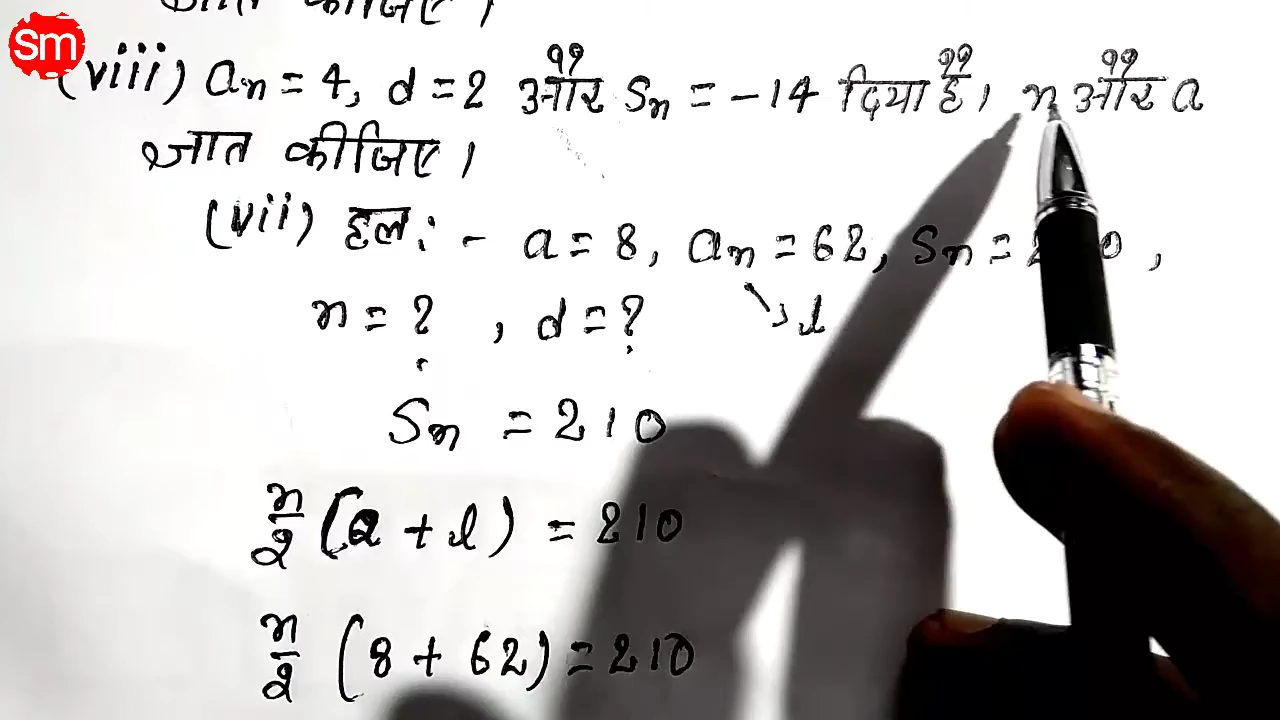 ज्ञात कीजिए।
Sm
(viii) an = 4, d = 2 और Sn = -14 दिया है। n और a
ज्ञात कीजिए।
(vii) हल: - a = 8, an = 62, Sn = 210,
n = ?, d = ?
↘ l
Sn = 210
n/2 (a + l) = 210
n/2 (8 + 62) = 210